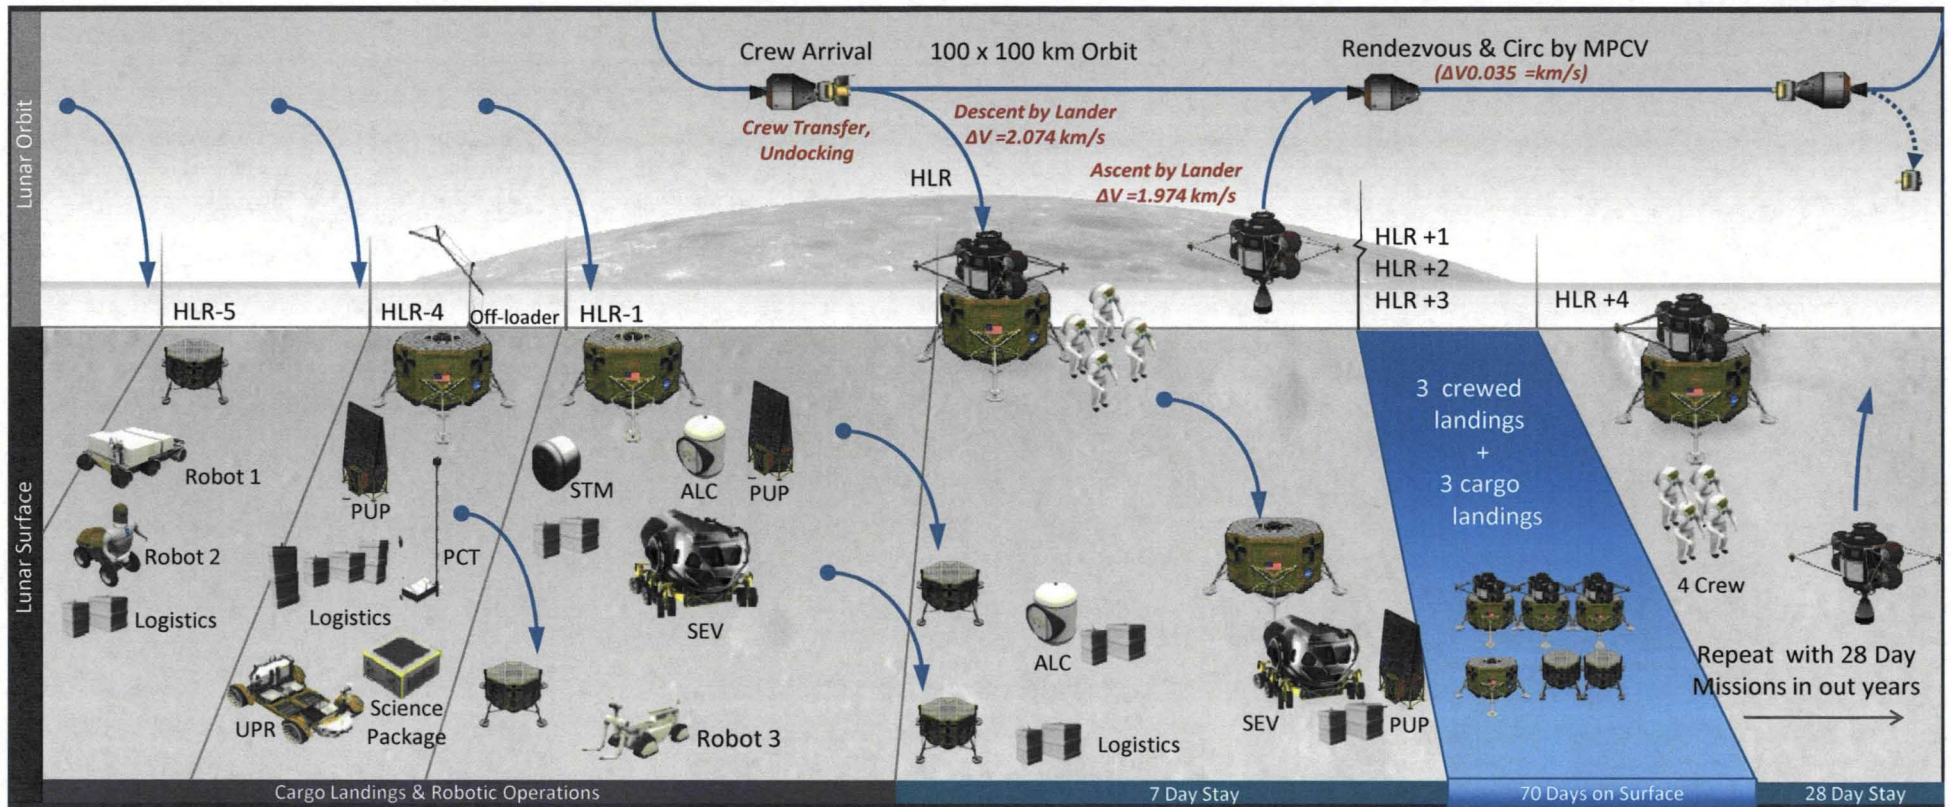 Lunar Orbit
Crew Arrival
100 x 100 km Orbit
Rendezvous & Circ by MPCV
(ΔV0.035 =km/s)
Crew Transfer,
Undocking
Descent by Lander
ΔV =2.074 km/s
HLR
Ascent by Lander
ΔV =1.974 km/s
HLR +1
HLR +2
HLR +3
HLR-5
HLR-4
Off-loader
HLR-1
HLR +4
Lunar Surface
Robot 1
Robot 2
Logistics
PUP
PCT
Logistics
UPR
Science
Package
STM
ALC
PUP
SEV
Robot 3
ALC
Logistics
SEV
PUP
3 crewed
landings
+
3 cargo
landings
4 Crew
Repeat with 28 Day
Missions in out years
Cargo Landings & Robotic Operations
7 Day Stay
70 Days on Surface
28 Day Stay